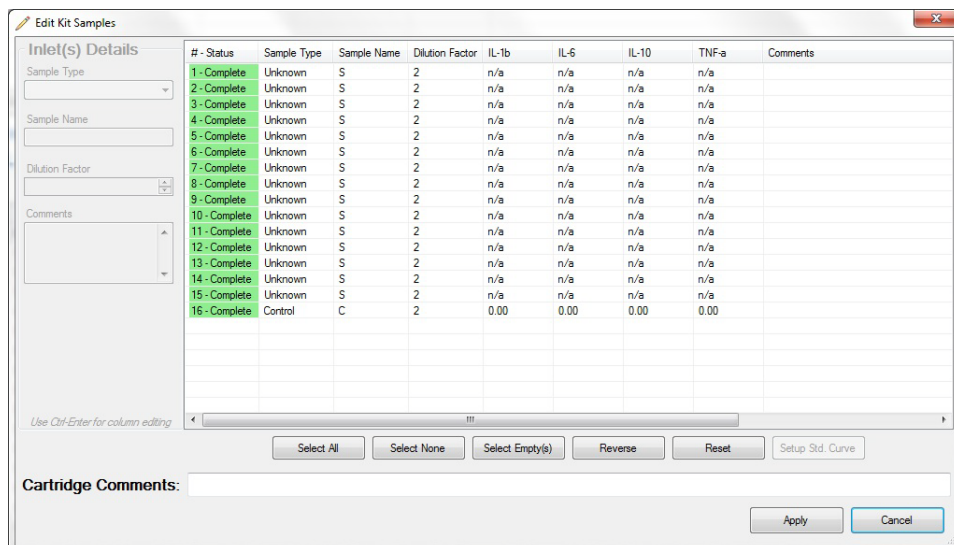 Edit Kit Samples
Inlet(s) Details
Sample Type
Sample Name
Dilution Factor
Comments
Use Ctrl-Enter for column editing
# - Status Sample Type Sample Name Dilution Factor IL-1b IL-6 IL-10 TNF-a Comments
1 - Complete Unknown S 2 n/a n/a n/a n/a
2 - Complete Unknown S 2 n/a n/a n/a n/a
3 - Complete Unknown S 2 n/a n/a n/a n/a
4 - Complete Unknown S 2 n/a n/a n/a n/a
5 - Complete Unknown S 2 n/a n/a n/a n/a
6 - Complete Unknown S 2 n/a n/a n/a n/a
7 - Complete Unknown S 2 n/a n/a n/a n/a
8 - Complete Unknown S 2 n/a n/a n/a n/a
9 - Complete Unknown S 2 n/a n/a n/a n/a
10 - Complete Unknown S 2 n/a n/a n/a n/a
11 - Complete Unknown S 2 n/a n/a n/a n/a
12 - Complete Unknown S 2 n/a n/a n/a n/a
13 - Complete Unknown S 2 n/a n/a n/a n/a
14 - Complete Unknown S 2 n/a n/a n/a n/a
15 - Complete Unknown S 2 n/a n/a n/a n/a
16 - Complete Control C 2 0.00 0.00 0.00 0.00
Select All Select None Select Empty(s) Reverse Reset Setup Std. Curve
Cartridge Comments:
Apply Cancel